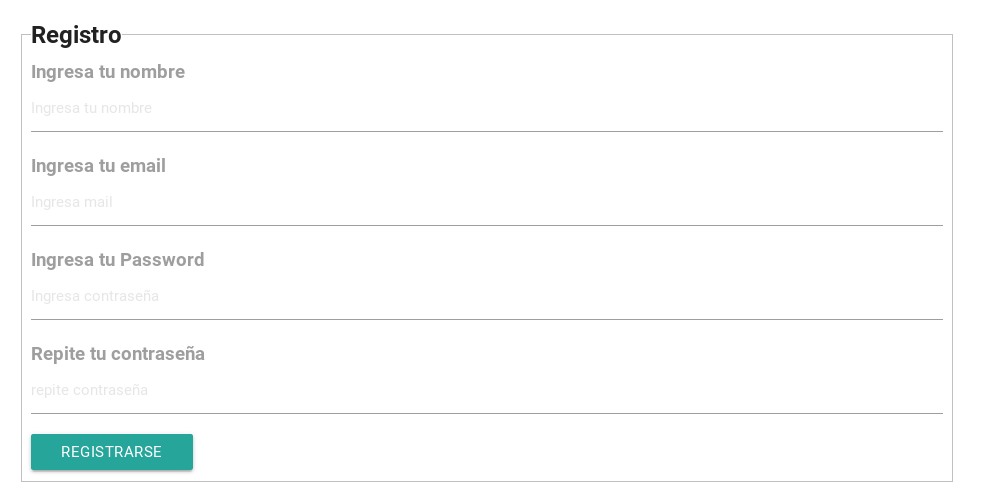 Registro
Ingresa tu nombre
Ingresa tu nombre
Ingresa tu email
Ingresa mail
Ingresa tu Password
Ingresa contraseña
Repite tu contraseña
repite contraseña
REGISTRARSE